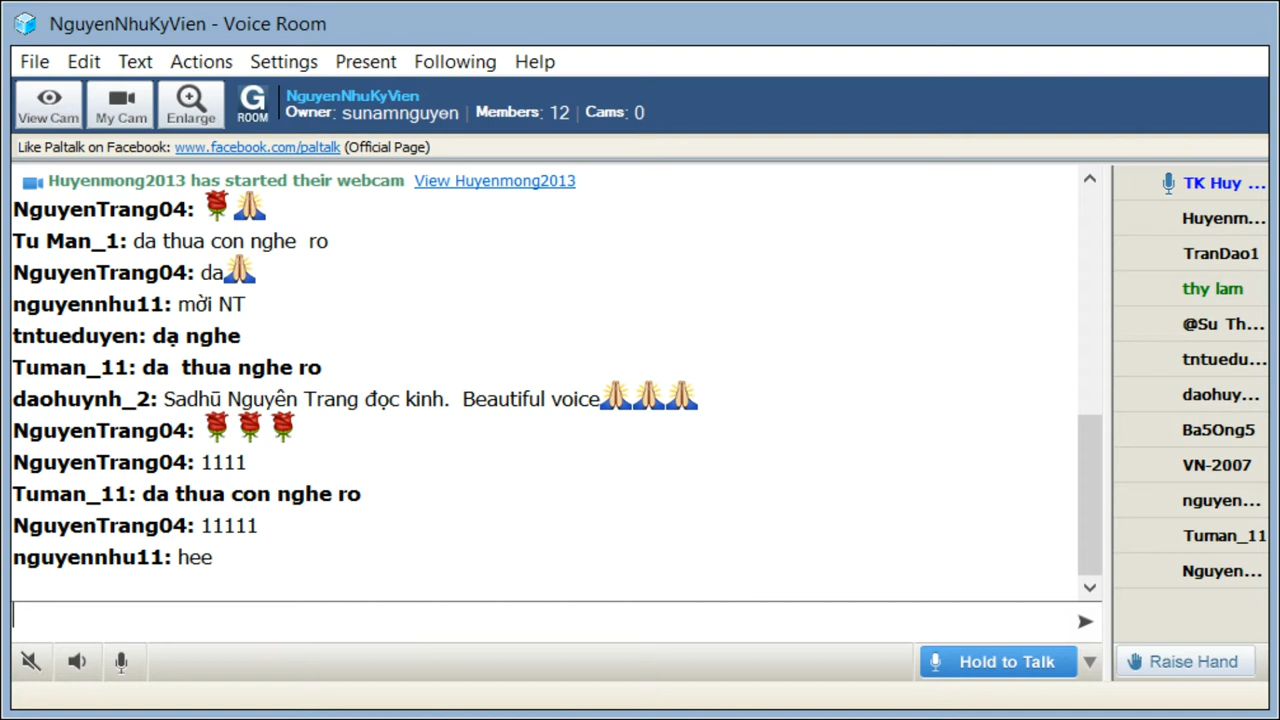 NguyenNhuKyVien - Voice Room
File Edit Text Actions Settings Present Following Help
View Cam My Cam Enlarge G ROOM
NguyenNhuKyVien
Owner: sunamnguyen | Members: 12 | Cams: 0
Like Paltalk on Facebook: www.facebook.com/paltalk (Official Page)
Huyenmong2013 has started their webcam View Huyenmong2013
NguyenTrang04:
Tu Man_1: da thua con nghe ro
NguyenTrang04: da
nguyennhu11: mời NT
tntueduyen: dạ nghe
Tuman_11: da thua nghe ro
daohuynh_2: Sadhū Nguyên Trang đọc kinh. Beautiful voice
NguyenTrang04:
NguyenTrang04: 1111
Tuman_11: da thua con nghe ro
NguyenTrang04: 11111
nguyennhu11: hee
TK Huy ...
Huyenm...
TranDao1
thy lam
@Su Th...
tntuedu...
daohuy...
Ba5Ong5
VN-2007
nguyen...
Tuman_11
Nguyen...
Hold to Talk
Raise Hand